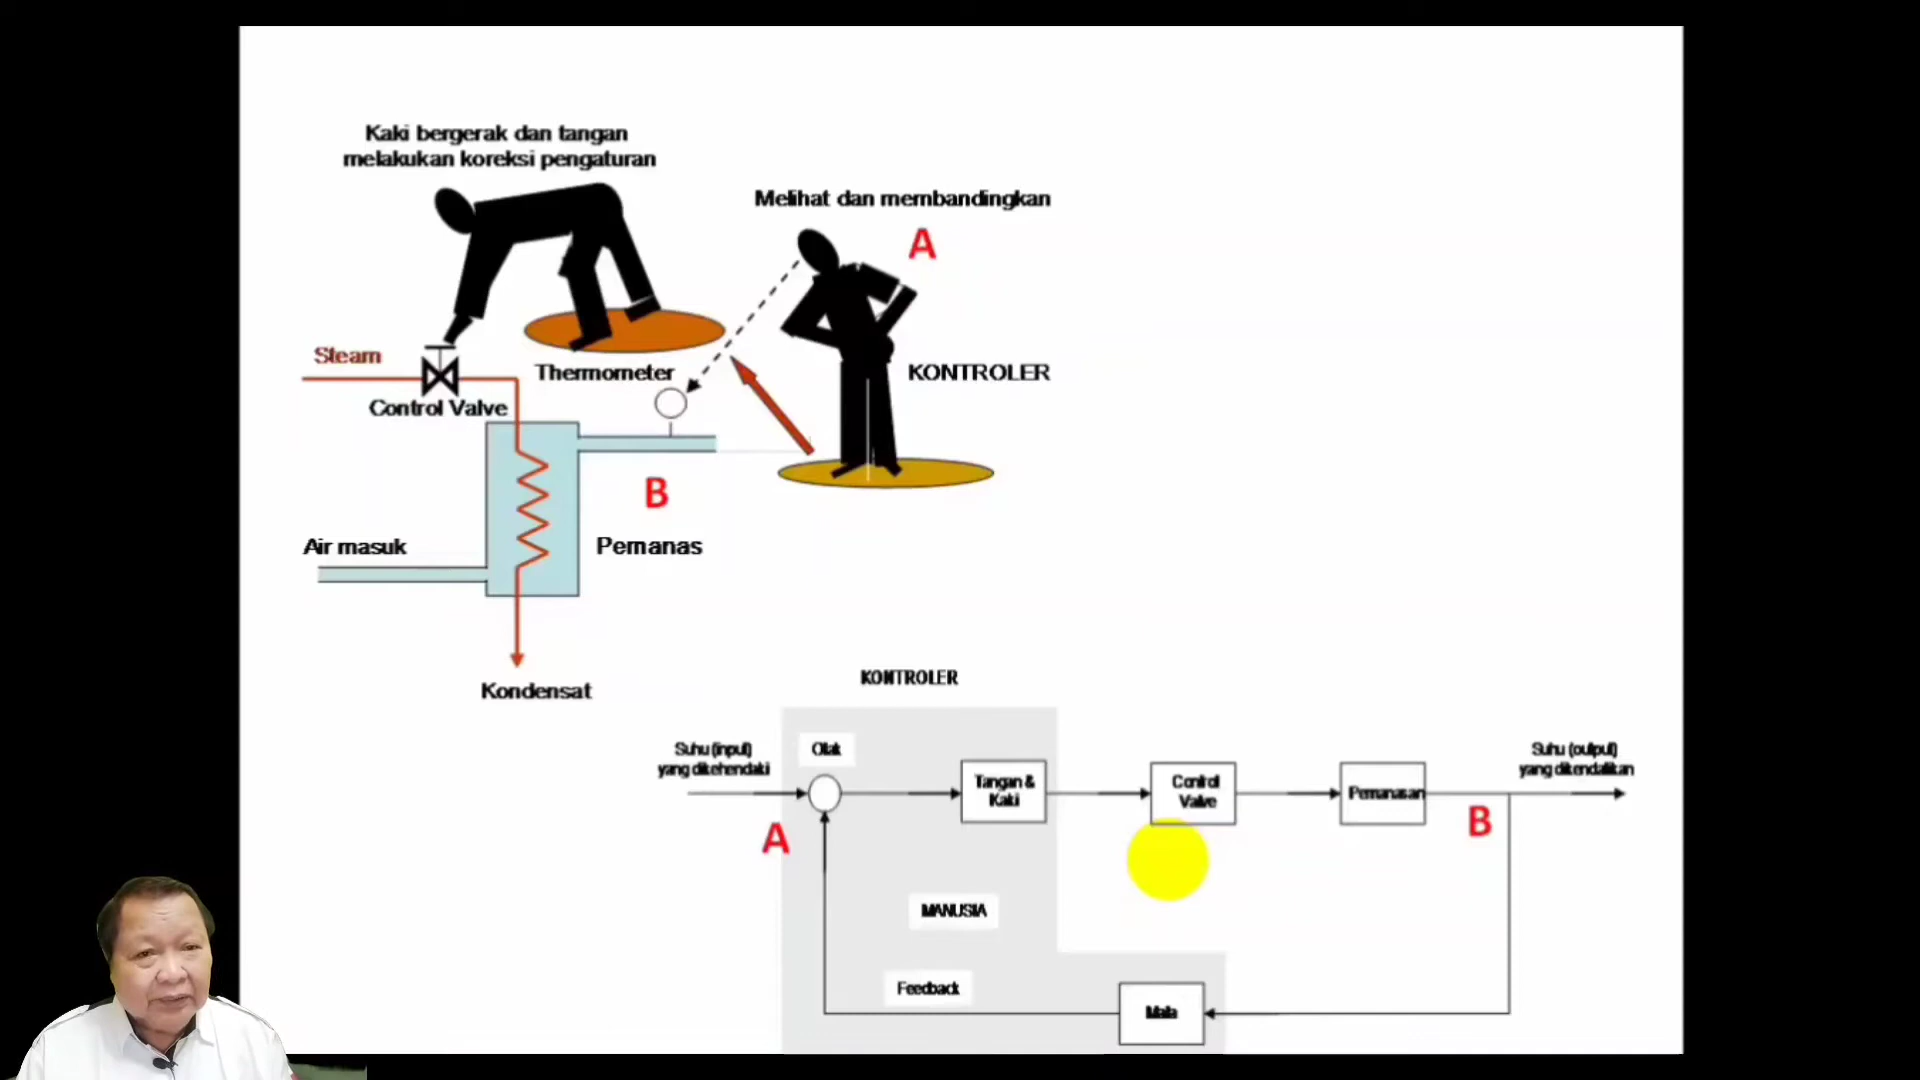 Kaki bergerak dan tangan
melakukan koreksi pengaturan
Melihat dan membandingkan
A
Steam
Thermometer
KONTROLER
Control Valve
B
Air masuk
Pemanas
Kondensat
KONTROLER
Suhu (input)
yang dikehendaki
Otak
Tangan &
Kaki
Control
Valve
Pemanasan
Suhu (output)
yang dikendalikan
A
B
MANUSIA
Feedback
Mata